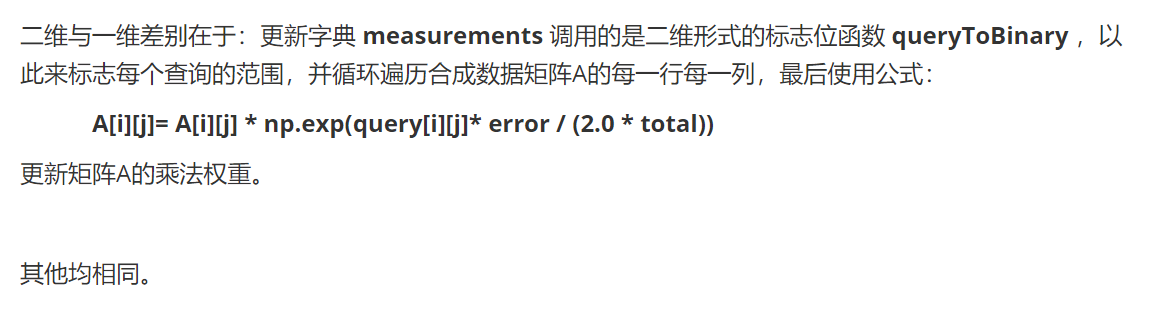 二维与一维差别在于：更新字典 measurements 调用的是二维形式的标志位函数 queryToBinary ，以
此来标志每个查询的范围，并循环遍历合成数据矩阵A的每一行每一列，最后使用公式：
A[i][j]= A[i][j] * np.exp(query[i][j]* error / (2.0 * total))
更新矩阵A的乘法权重。
其他均相同。